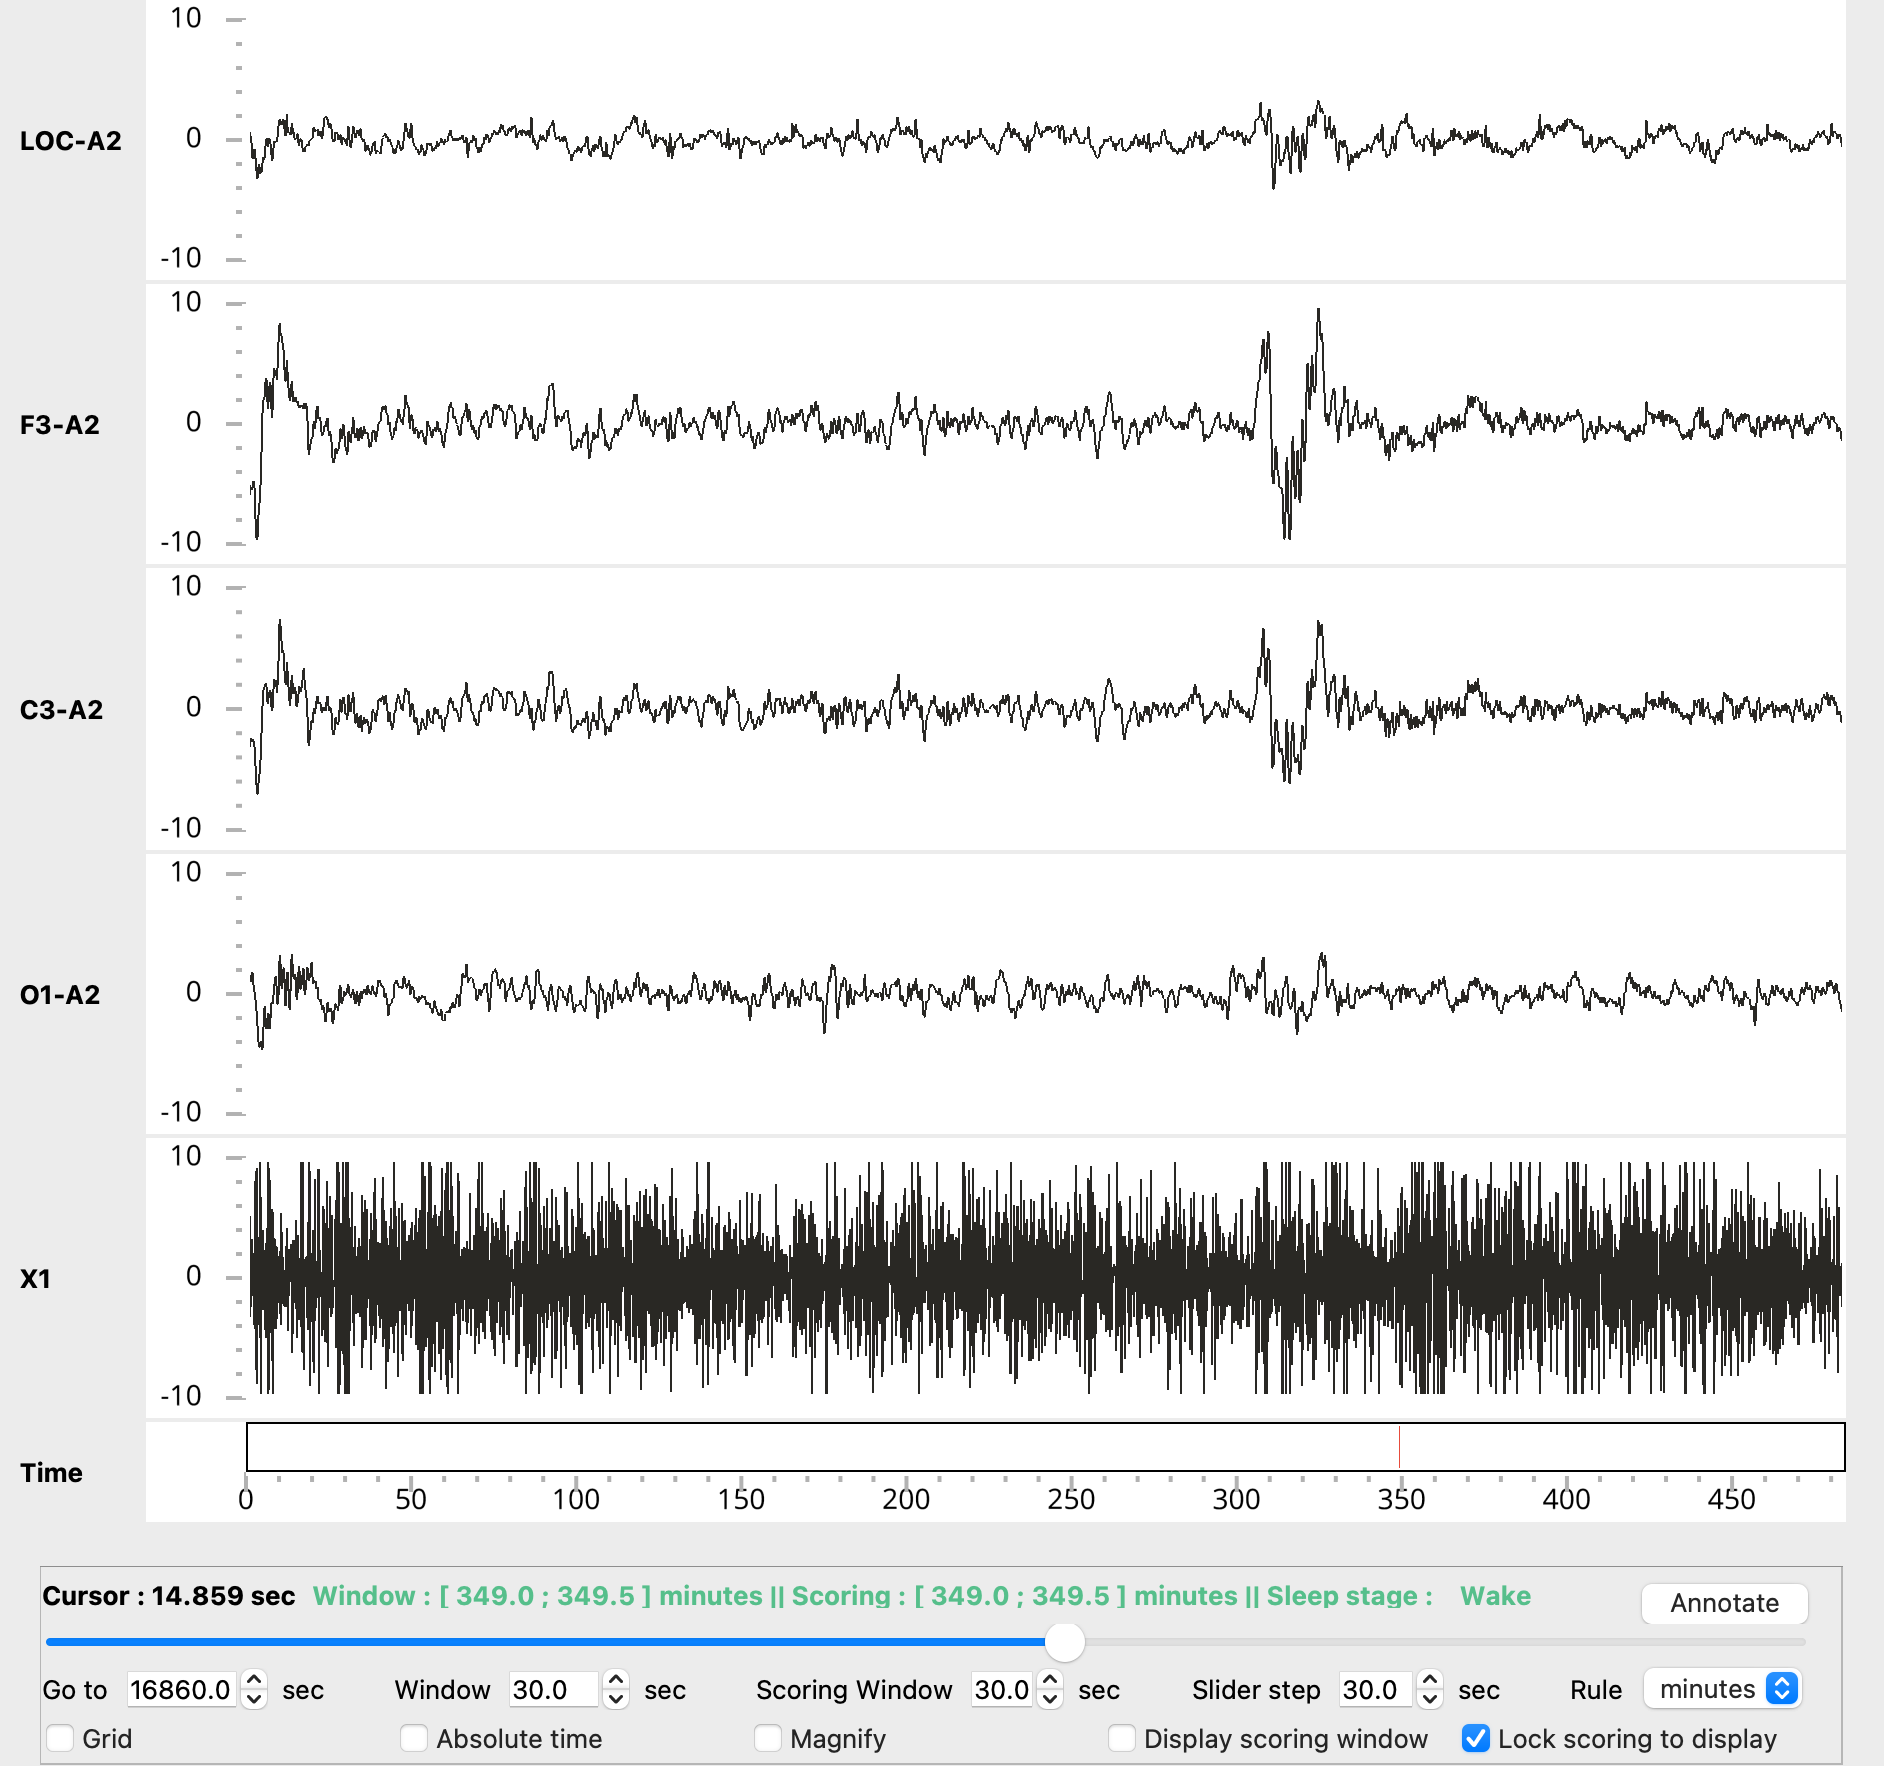 10
LOC-A2 0
-10
10
F3-A2 0
-10
10
C3-A2 0
-10
10
O1-A2 0
-10
10
X1 0
-10
Time
0 50 100 150 200 250 300 350 400 450
Cursor : 14.859 sec Window : [ 349.0 ; 349.5 ] minutes || Scoring : [ 349.0 ; 349.5 ] minutes || Sleep stage : Wake Annotate
Go to 16860.0 sec Window 30.0 sec Scoring Window 30.0 sec Slider step 30.0 sec Rule minutes
Grid Absolute time Magnify Display scoring window Lock scoring to display